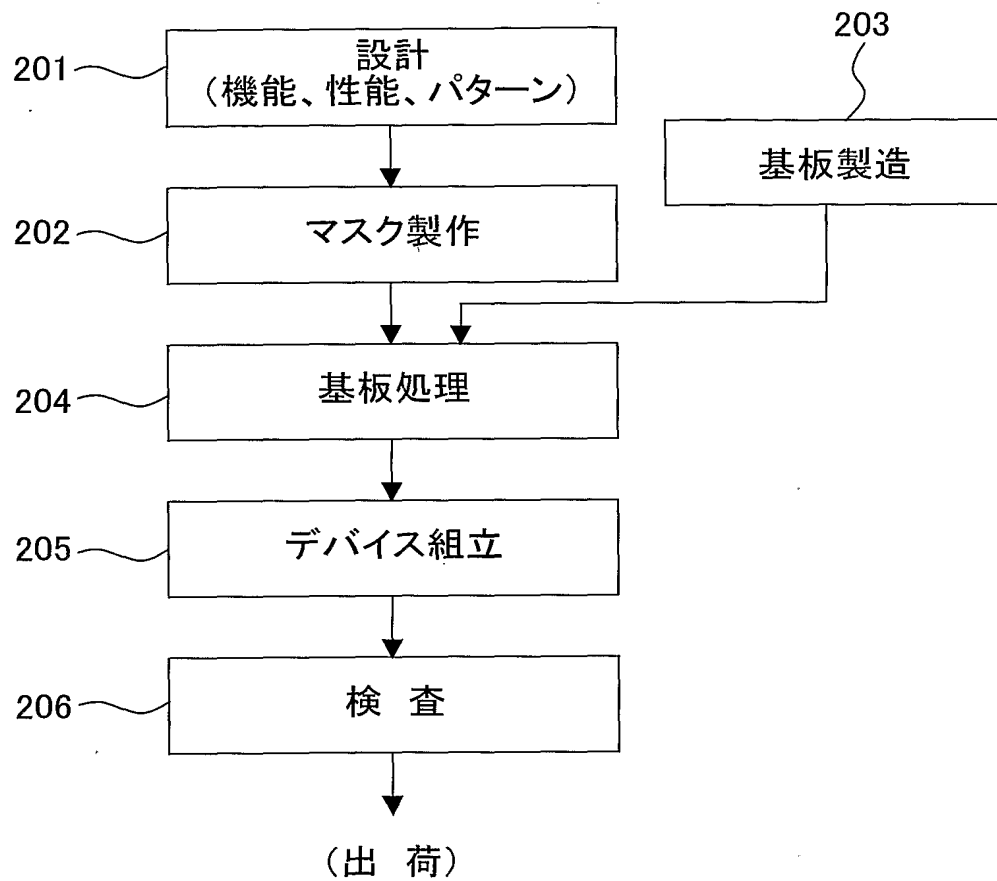 201
設計
（機能、性能、パターン）
203
基板製造
202
マスク製作
204
基板処理
205
デバイス組立
206
検 査
（出 荷）